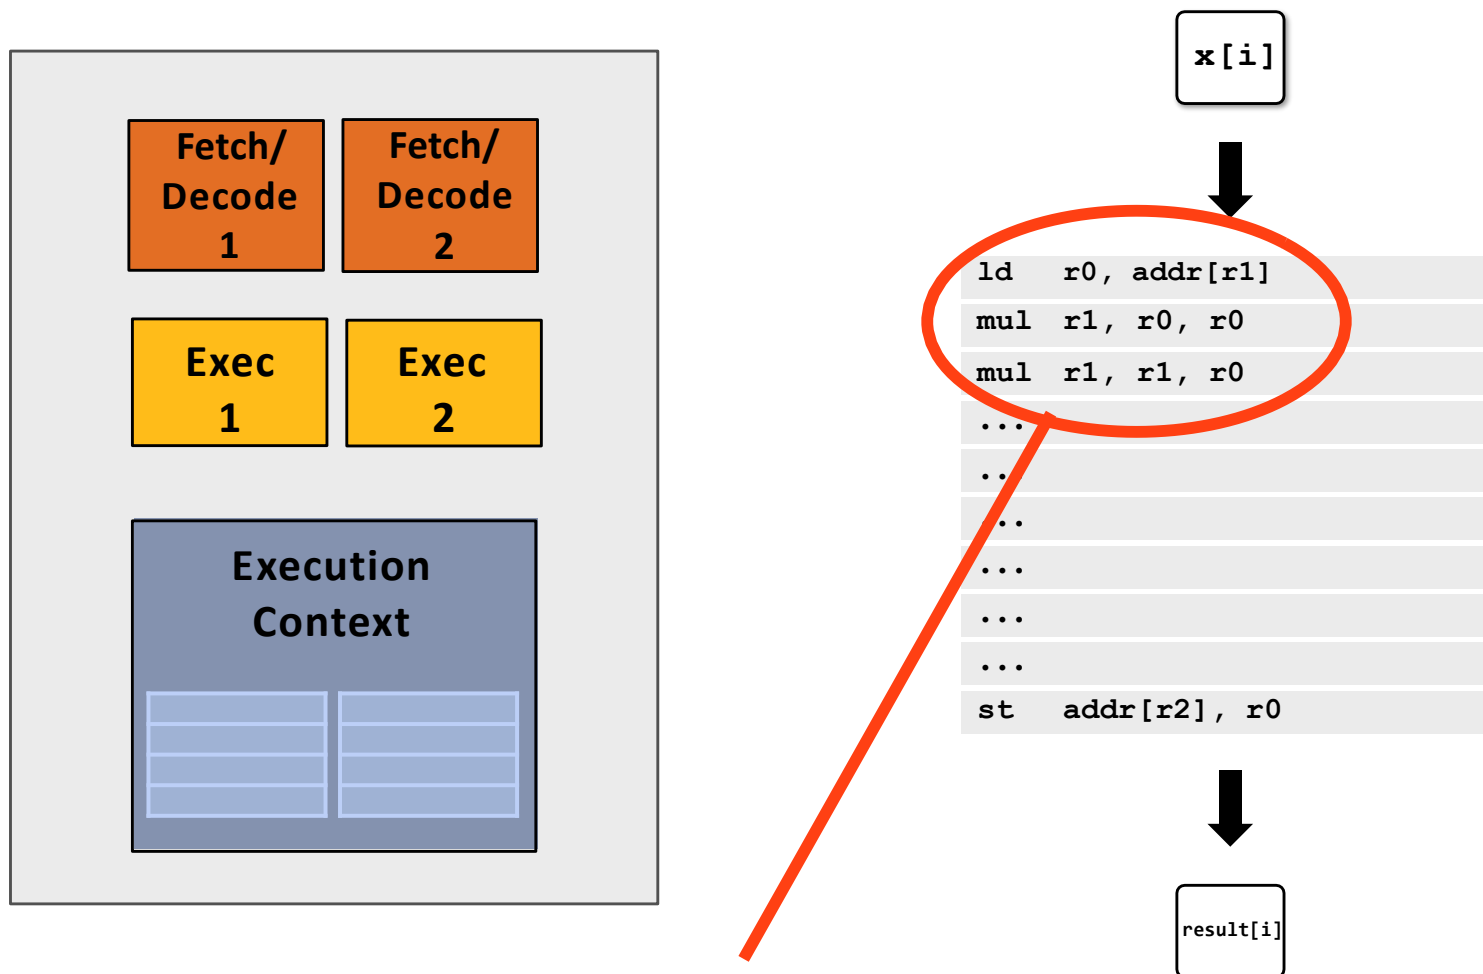 Fetch/
Decode
1
Fetch/
Decode
2
Exec
1
Exec
2
Execution
Context
x[i]
ld r0, addr[r1]
mul r1, r0, r0
mul r1, r1, r0
...
...
...
...
...
...
st addr[r2], r0
result[i]